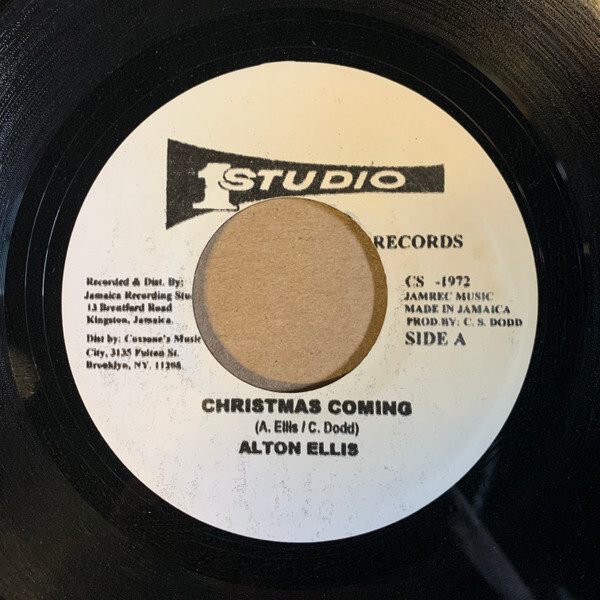 1 STUDIO
RECORDS
Recorded & Dist. By:
Jamaica Recording Stu
13 Brentford Road
Kingston, Jamaica.
Dist by: Coxsone's Music
City, 3135 Fulton St.
Brooklyn, NY. 11208.
CS -1972
JAMREC MUSIC
MADE IN JAMAICA
PROD.BY: C. S. DODD
SIDE A
CHRISTMAS COMING
(A. Ellis / C. Dodd)
ALTON ELLIS